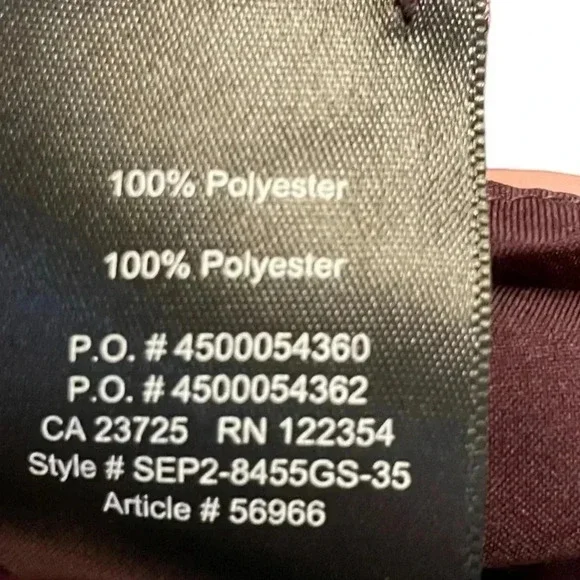 100% Polyester
100% Polyester
P.O. # 4500054360
P.O. # 4500054362
CA 23725 RN 122354
Style # SEP2-8455GS-35
Article # 56966